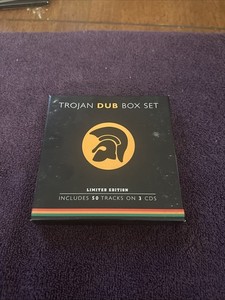 TROJAN DUB BOX SET
LIMITED EDITION
INCLUDES 50 TRACKS ON 3 CDS